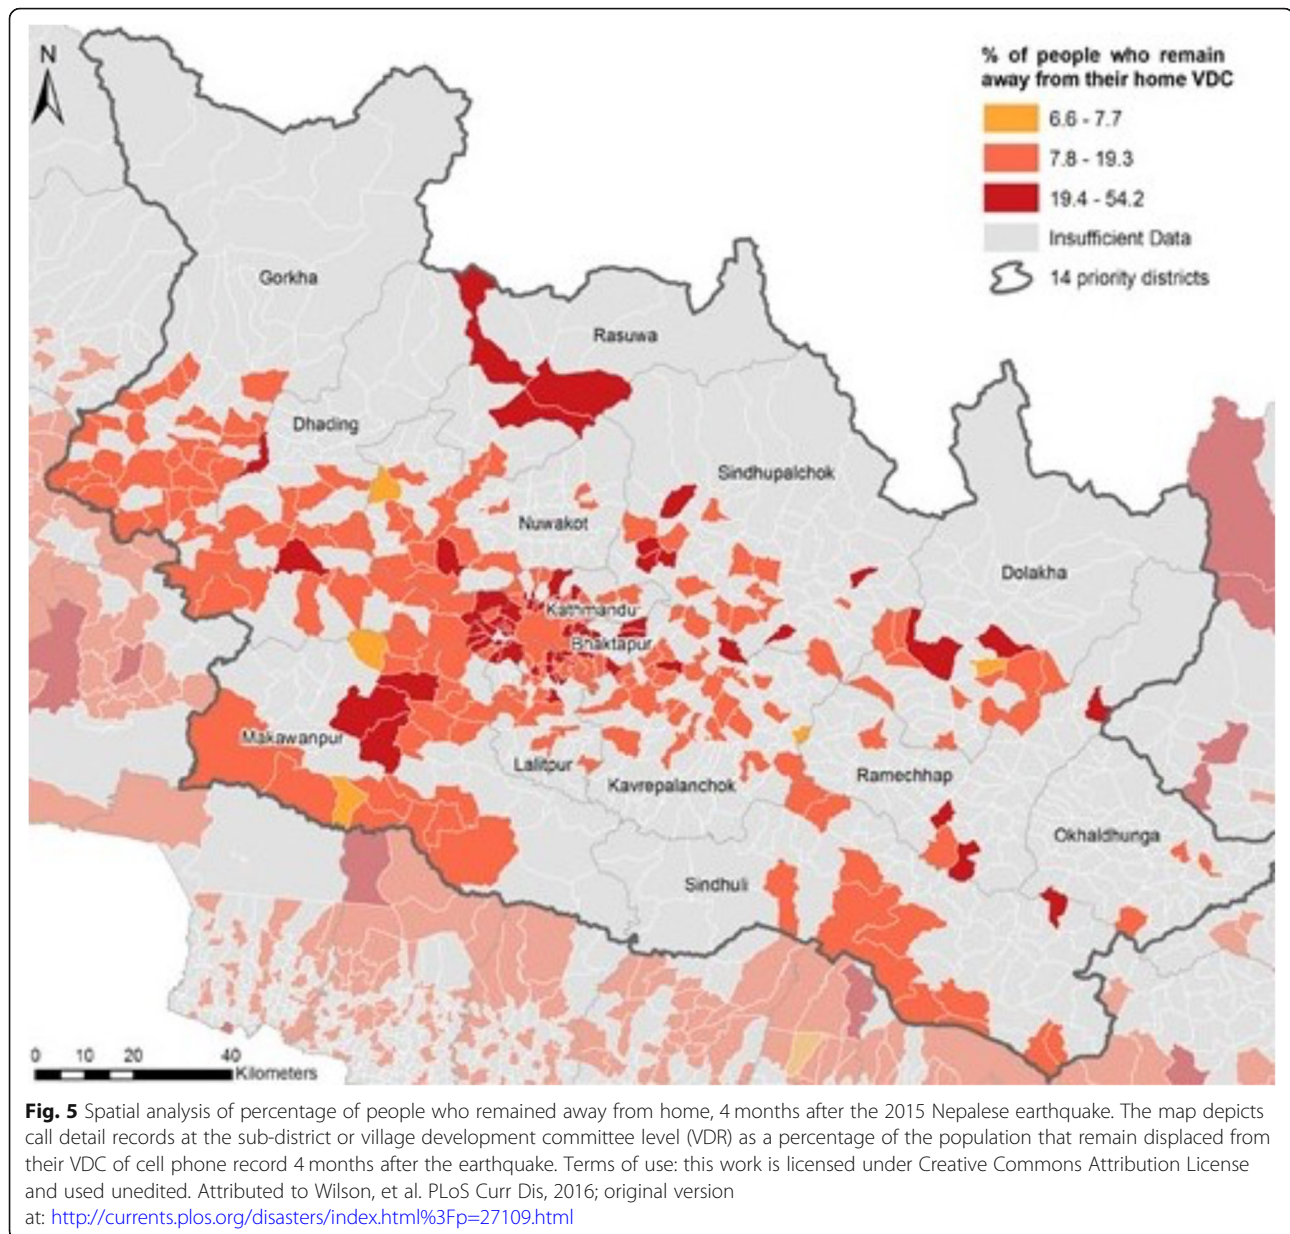 N
% of people who remain
away from their home VDC
6.6 - 7.7
7.8 - 19.3
19.4 - 54.2
Insufficient Data
14 priority districts
Gorkha
Rasuwa
Dhading
Sindhupalchok
Nuwakot
Dolakha
Kathmandu
Bhaktapur
Makawanpur
Lalitpur
Kavrepalanchok
Ramechhap
Okhaldhunga
Sindhuli
0 10 20 40
Kilometers
Fig. 5 Spatial analysis of percentage of people who remained away from home, 4 months after the 2015 Nepalese earthquake. The map depicts
call detail records at the sub-district or village development committee level (VDR) as a percentage of the population that remain displaced from
their VDC of cell phone record 4 months after the earthquake. Terms of use: this work is licensed under Creative Commons Attribution License
and used unedited. Attributed to Wilson, et al. PLoS Curr Dis, 2016; original version
at: http://currents.plos.org/disasters/index.html%3Fp=27109.html